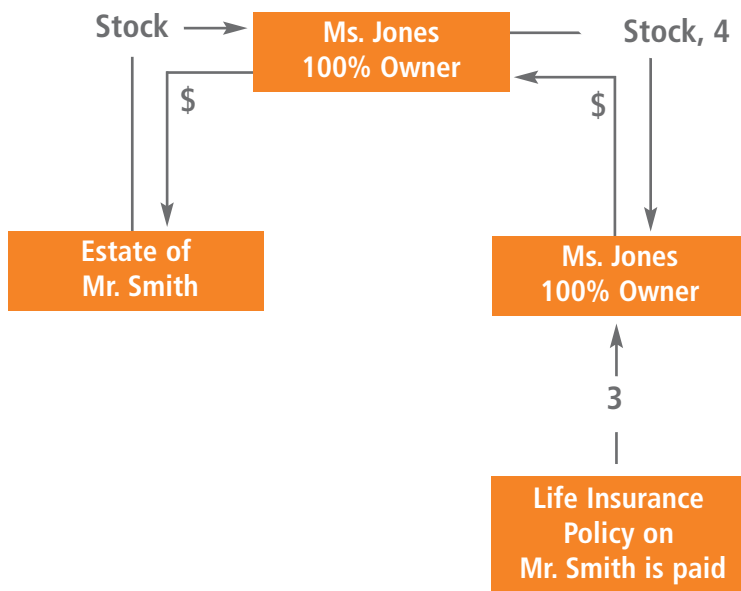 Stock
Ms. Jones
100% Owner
Stock, 4
$
$
Estate of
Mr. Smith
Ms. Jones
100% Owner
3
Life Insurance
Policy on
Mr. Smith is paid